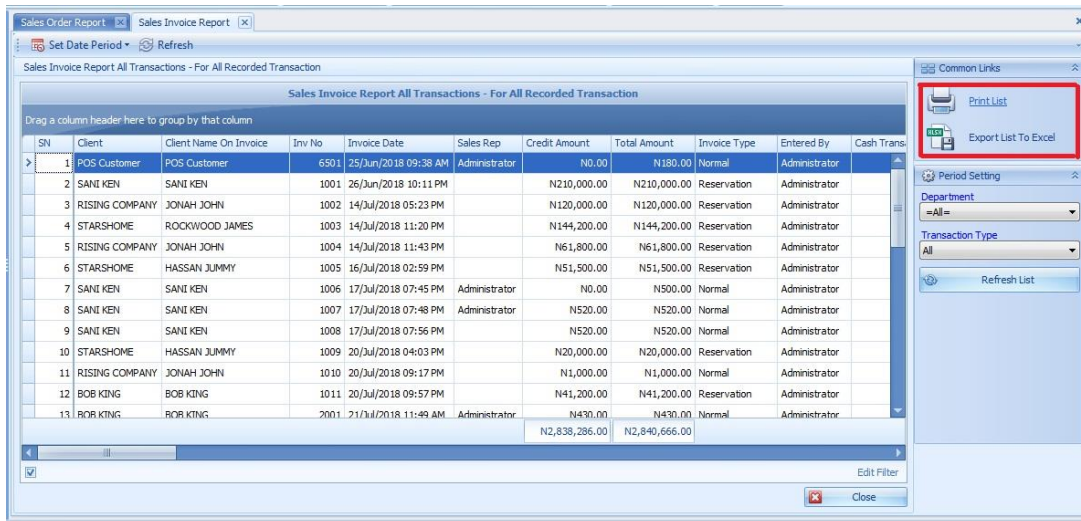 Sales Order Report Sales Invoice Report
Set Date Period Refresh
Sales Invoice Report All Transactions - For All Recorded Transaction
Sales Invoice Report All Transactions - For All Recorded Transaction
Drag a column header here to group by that column
SN Client Client Name On Invoice Inv No Invoice Date Sales Rep Credit Amount Total Amount Invoice Type Entered By Cash Trans
1 POS Customer POS Customer 6501 25/Jun/2018 09:38 AM Administrator N0.00 N180.00 Normal Administrator
2 SANI KEN SANI KEN 1001 26/Jun/2018 10:11 PM N210,000.00 N210,000.00 Reservation Administrator
3 RISING COMPANY JONAH JOHN 1002 14/Jul/2018 05:23 PM N120,000.00 N120,000.00 Reservation Administrator
4 STARSHOME ROCKWOOD JAMES 1003 14/Jul/2018 11:20 PM N144,200.00 N144,200.00 Reservation Administrator
5 RISING COMPANY JONAH JOHN 1004 14/Jul/2018 11:43 PM N61,800.00 N61,800.00 Reservation Administrator
6 STARSHOME HASSAN JUMMY 1005 16/Jul/2018 02:59 PM N51,500.00 N51,500.00 Reservation Administrator
7 SANI KEN SANI KEN 1006 17/Jul/2018 07:45 PM Administrator N0.00 N500.00 Normal Administrator
8 SANI KEN SANI KEN 1007 17/Jul/2018 07:48 PM Administrator N520.00 N520.00 Normal Administrator
9 SANI KEN SANI KEN 1008 17/Jul/2018 07:56 PM N520.00 N520.00 Normal Administrator
10 STARSHOME HASSAN JUMMY 1009 20/Jul/2018 04:03 PM N20,000.00 N20,000.00 Reservation Administrator
11 RISING COMPANY JONAH JOHN 1010 20/Jul/2018 09:17 PM N1,000.00 N1,000.00 Normal Administrator
12 BOB KING BOB KING 1011 20/Jul/2018 09:57 PM N41,200.00 N41,200.00 Reservation Administrator
13 BOB KING BOB KING 2001 21/Jul/2018 11:49 AM Administrator N430.00 N430.00 Normal Administrator
N2,838,286.00 N2,840,666.00
Edit Filter
Close
Common Links
Print List
XLSX
Export List To Excel
Period Setting
Department
=All=
Transaction Type
All
Refresh List